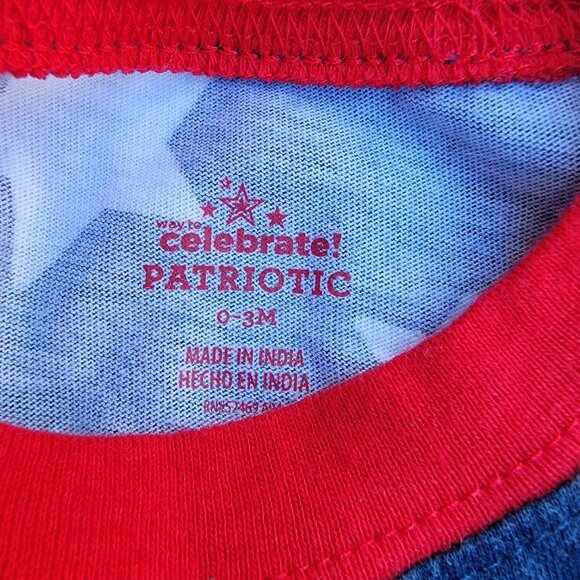 way to
celebrate!
PATRIOTIC
0-3M
MADE IN INDIA
HECHO EN INDIA